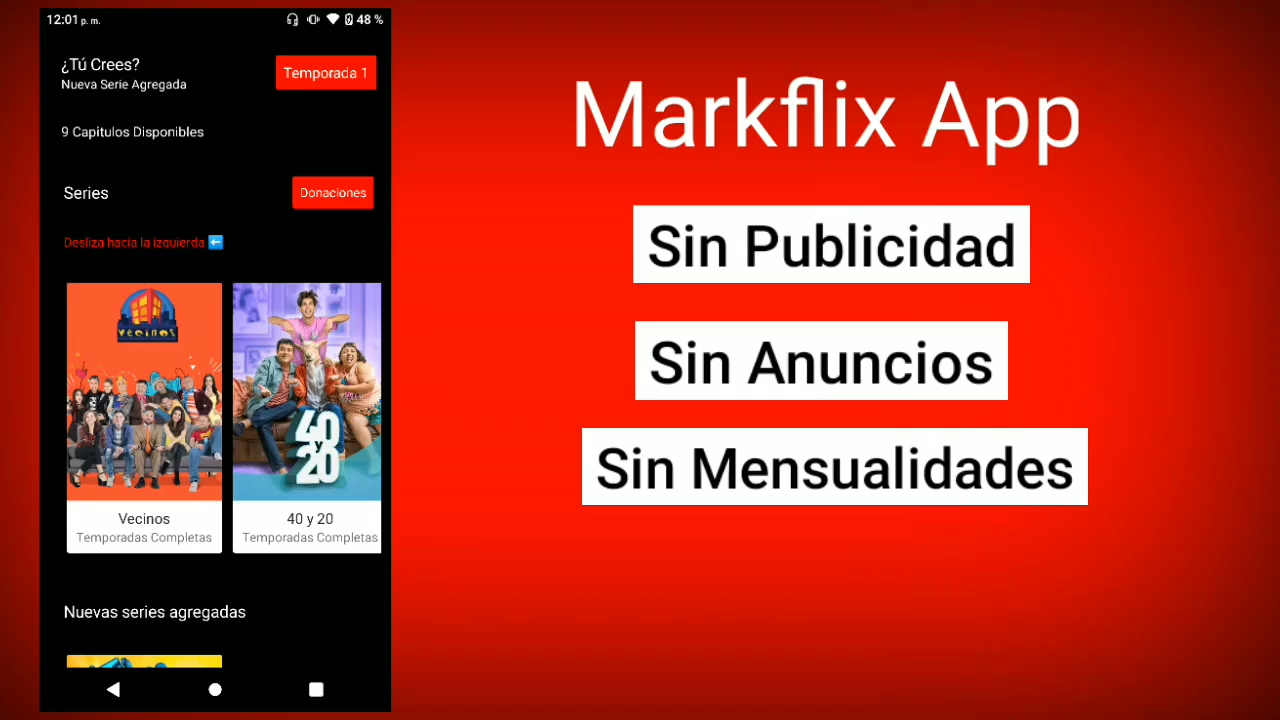 12:01 p. m.
48 %
¿Tú Crees?
Nueva Serie Agregada
Temporada 1
9 Capitulos Disponibles
Series
Donaciones
Desliza hacia la izquierda
VECINOS
40 y 20
Vecinos
Temporadas Completas
40 y 20
Temporadas Completas
Nuevas series agregadas
Markflix App
Sin Publicidad
Sin Anuncios
Sin Mensualidades